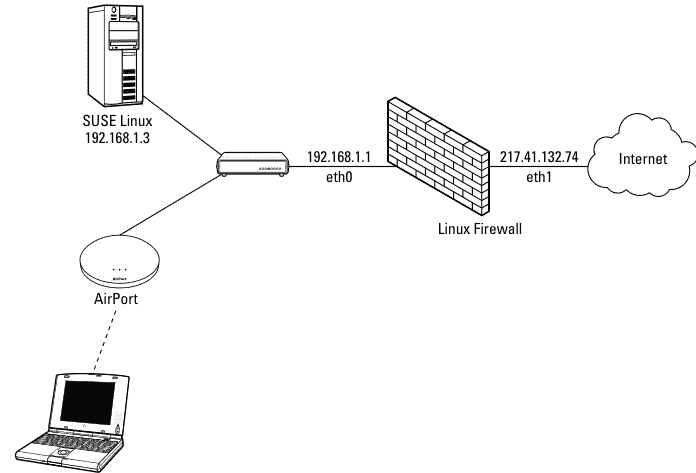 SUSE Linux
192.168.1.3
192.168.1.1
eth0
217.41.132.74
eth1
Internet
Linux Firewall
AirPort
AirPort